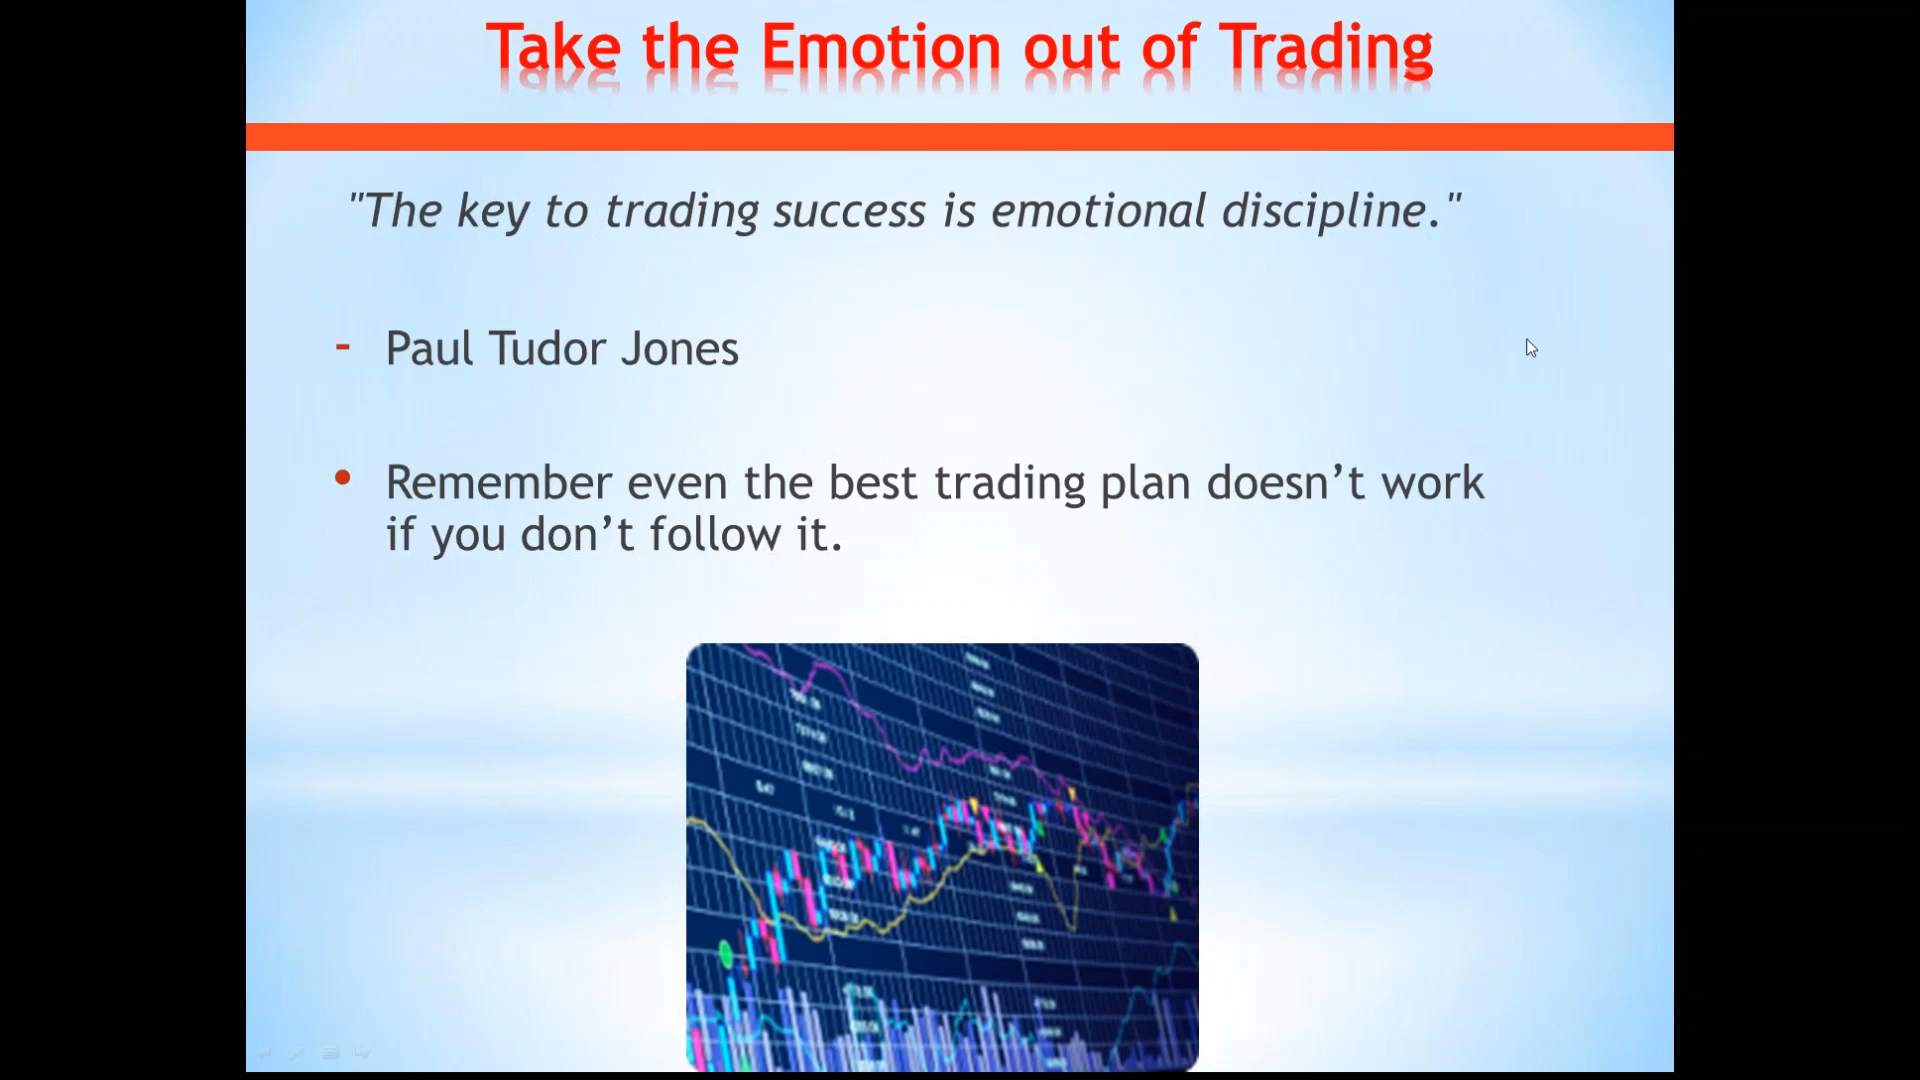 Take the Emotion out of Trading
"The key to trading success is emotional discipline."
- Paul Tudor Jones
• Remember even the best trading plan doesn’t work
if you don’t follow it.